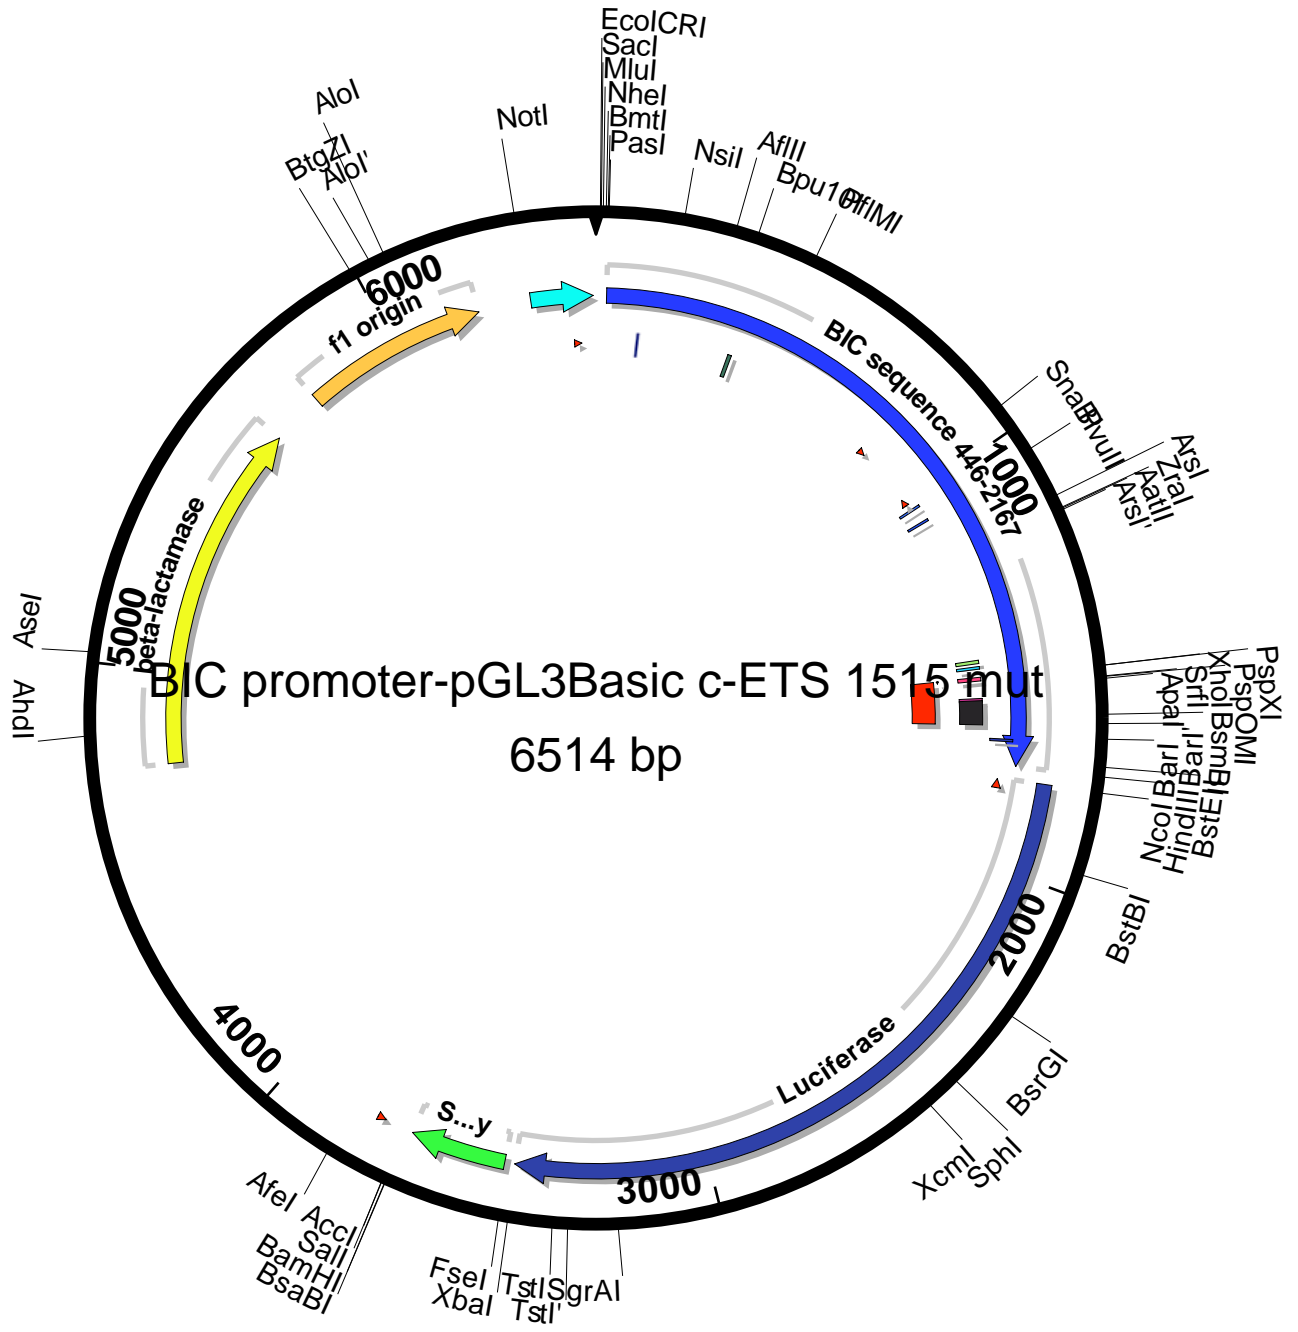 EcoICRI
SacI
MluI
NheI
BmtI
PasI
NsiI
AflIII
Bpu10I
PflMI
SnaBI
PvuII
ArsI
ZraI
AatII
ArsI'
PspXI
PspOMI
XhoI
SrfI
ApaI
BsmBI
BarI'
BarI
BstEII
HindIII
NcoI
BstBI
BsrGI
SphI
XcmI
SgrAI
TstI
TstI'
XbaI
FseI
BsaBI
BamHI
SalI
AccI
AfeI
AhdI
AseI
BtgZI
AloI'
AloI
NotI
1000
2000
3000
4000
5000
6000
BIC sequence 446-2167
Luciferase
S...y
beta-lactamase
f1 origin
BIC promoter-pGL3Basic c-ETS 1515 mut
6514 bp